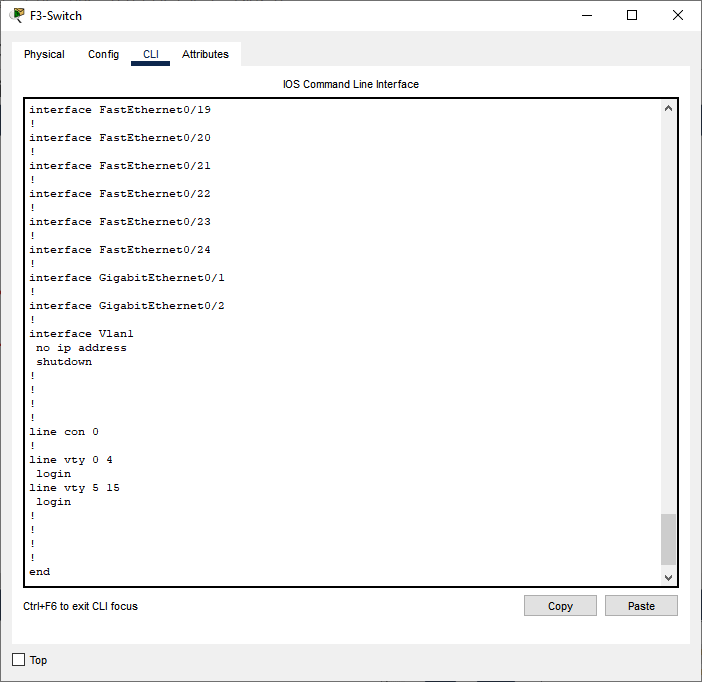 F3-Switch
Physical Config CLI Attributes
IOS Command Line Interface
interface FastEthernet0/19
!
interface FastEthernet0/20
!
interface FastEthernet0/21
!
interface FastEthernet0/22
!
interface FastEthernet0/23
!
interface FastEthernet0/24
!
interface GigabitEthernet0/1
!
interface GigabitEthernet0/2
!
interface Vlan1
 no ip address
 shutdown
!
!
!
!
line con 0
!
line vty 0 4
 login
line vty 5 15
 login
!
!
!
!
end
Ctrl+F6 to exit CLI focus Copy Paste
Top